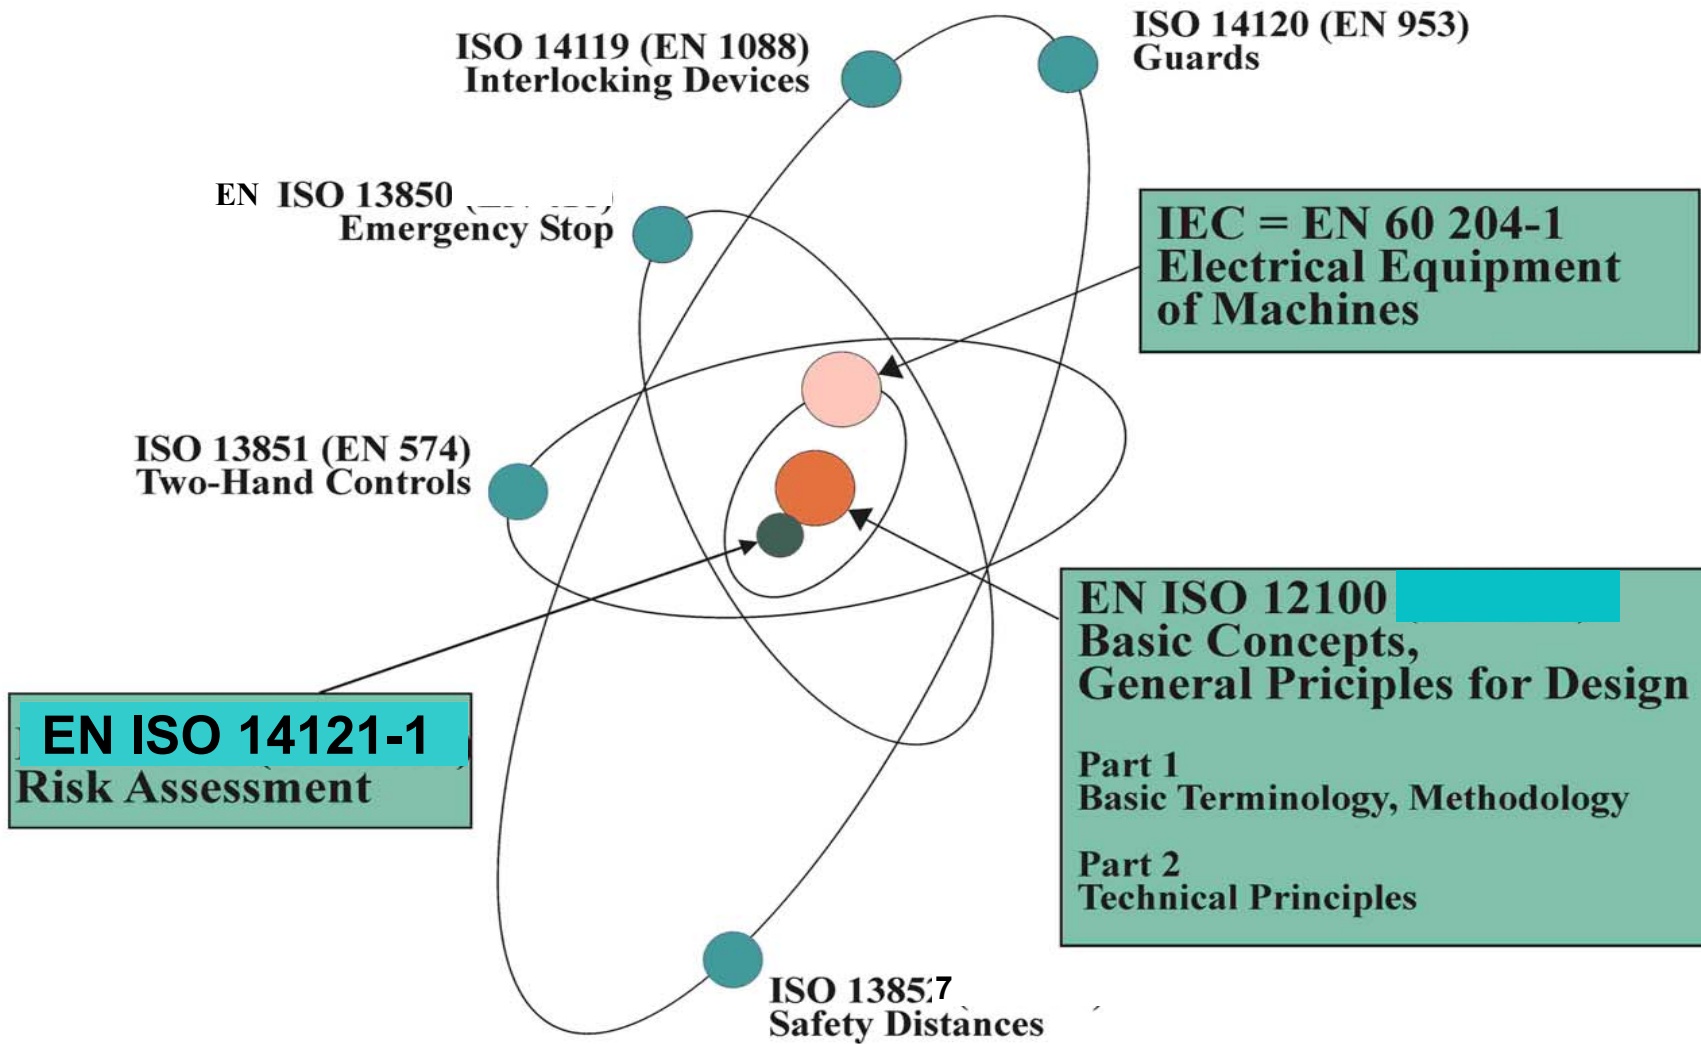 ISO 14120 (EN 953)
Guards
ISO 14119 (EN 1088)
Interlocking Devices
EN ISO 13850
Emergency Stop
IEC = EN 60 204-1
Electrical Equipment
of Machines
ISO 13851 (EN 574)
Two-Hand Controls
EN ISO 12100
Basic Concepts,
General Priciples for Design
Part 1
Basic Terminology, Methodology
Part 2
Technical Principles
EN ISO 14121-1
Risk Assessment
ISO 13857
Safety Distances